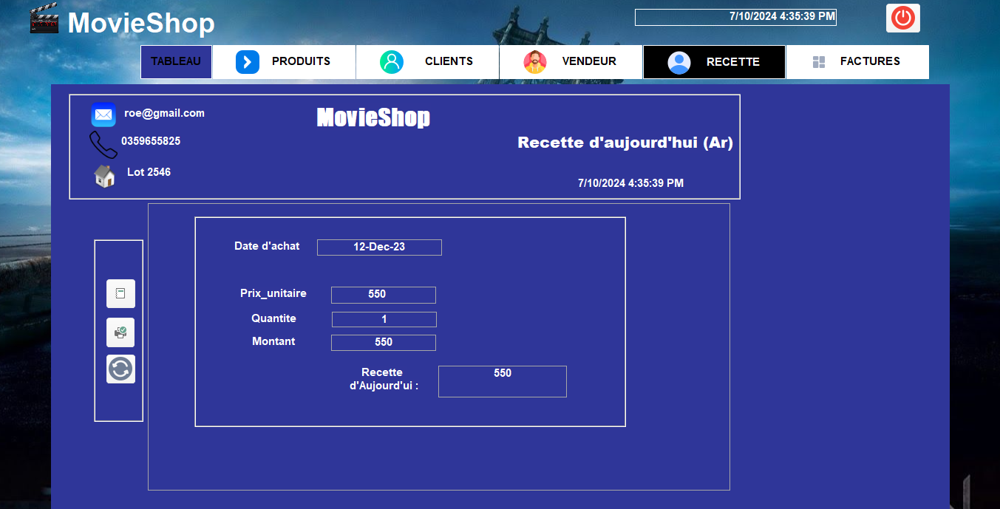 MovieShop
7/10/2024 4:35:39 PM
TABLEAU
PRODUITS
CLIENTS
VENDEUR
RECETTE
FACTURES
roe@gmail.com
MovieShop
0359655825
Recette d'aujourd'hui (Ar)
Lot 2546
7/10/2024 4:35:39 PM
Date d'achat
12-Dec-23
Prix_unitaire
550
Quantite
1
Montant
550
Recette
d'Aujourd'ui :
550